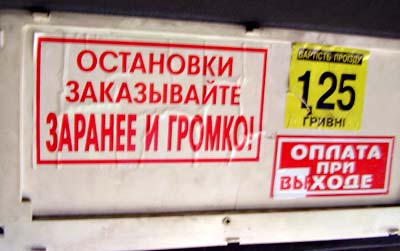 ОСТАНОВКИ
ЗАКАЗЫВАЙТЕ
ЗАРАНЕЕ И ГРОМКО!
ВАРТІСТЬ ПРОЇЗДУ
1,25
ГРИВНІ
ОПЛАТА
ПРИ
ВЫХОДЕ